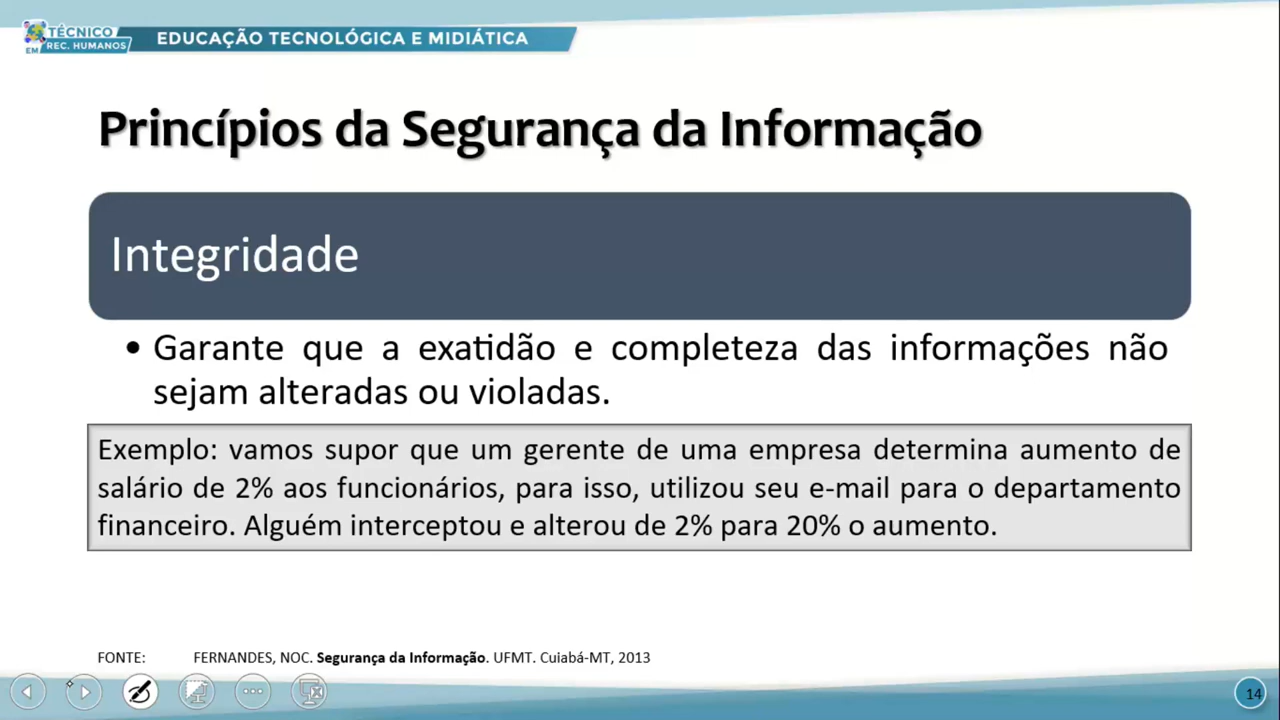 TÉCNICO
EM REC. HUMANOS
EDUCAÇÃO TECNOLÓGICA E MIDIÁTICA
Princípios da Segurança da Informação
Integridade
• Garante que a exatidão e completeza das informações não
sejam alteradas ou violadas.
Exemplo: vamos supor que um gerente de uma empresa determina aumento de
salário de 2% aos funcionários, para isso, utilizou seu e-mail para o departamento
financeiro. Alguém interceptou e alterou de 2% para 20% o aumento.
FONTE: FERNANDES, NOC. Segurança da Informação. UFMT. Cuiabá-MT, 2013
14